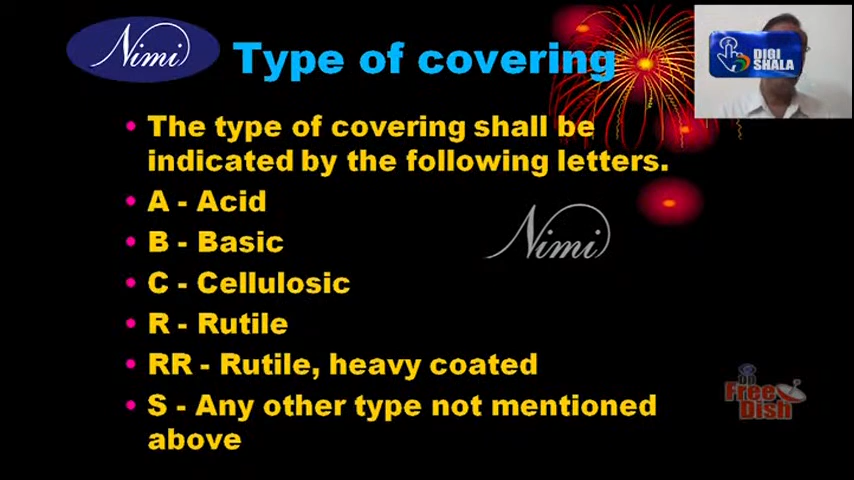 Nimi
Type of covering
DIGI
SHALA
• The type of covering shall be
indicated by the following letters.
• A - Acid
• B - Basic
Nimi
• C - Cellulosic
• R - Rutile
• RR - Rutile, heavy coated
• S - Any other type not mentioned
above
Free
Dish